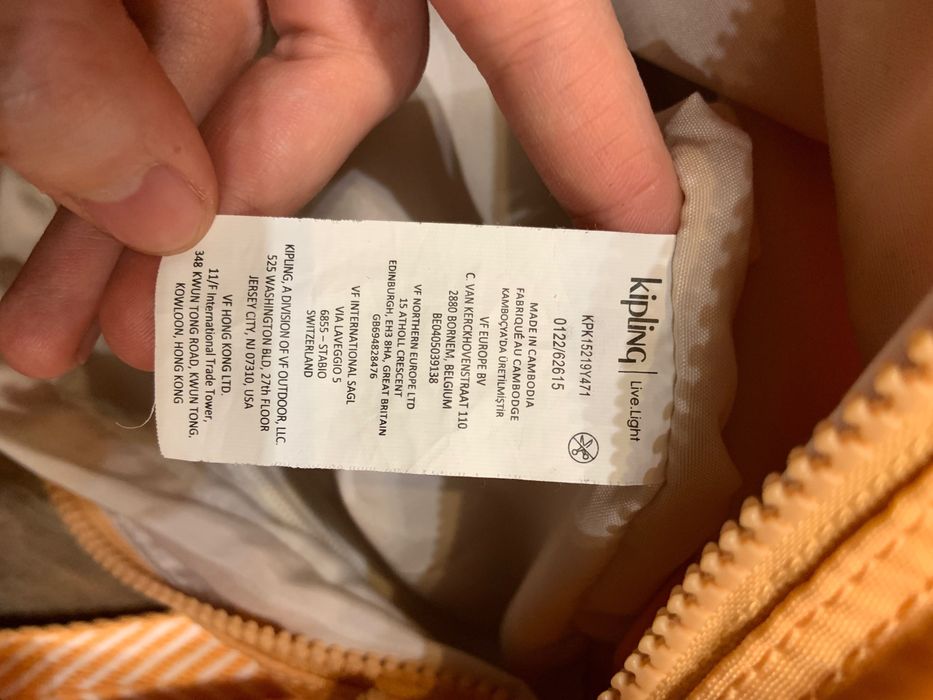 kipling | Live.Light
KPK15219Y471
0122/62615
MADE IN CAMBODIA
FABRIQUÉ AU CAMBODGE
KAMBOÇYA'DA ÜRETİLMİŞTİR
VF EUROPE BV
C. VAN KERCKHOVENSTRAAT 110
2880 BORNEM, BELGIUM
BE0405039138
VF NORTHERN EUROPE LTD
15 ATHOLL CRESCENT
EDINBURGH, EH3 8HA, GREAT BRITAIN
GB694828476
VF INTERNATIONAL SAGL
VIA LAVEGGIO 5
6855 – STABIO
SWITZERLAND
KIPLING, A DIVISION OF VF OUTDOOR, LLC.
525 WASHINGTON BLD, 27th FLOOR
JERSEY CITY, NJ 07310, USA
VF HONG KONG LTD.
11/F International Trade Tower,
348 KWUN TONG ROAD, KWUN TONG,
KOWLOON, HONG KONG